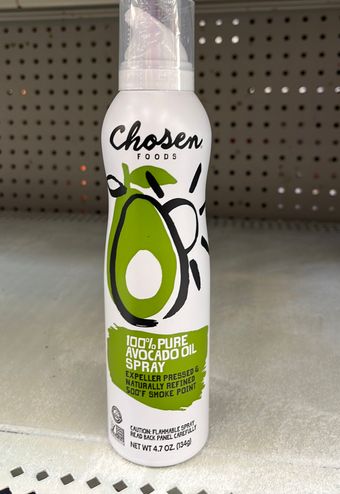 Chosen
FOODS
100% PURE
AVOCADO OIL
SPRAY
EXPELLER PRESSED &
NATURALLY REFINED
500°F SMOKE POINT
CAUTION: FLAMMABLE SPRAY
READ BACK PANEL CAREFULLY
NET WT 4.7 OZ. (134g)